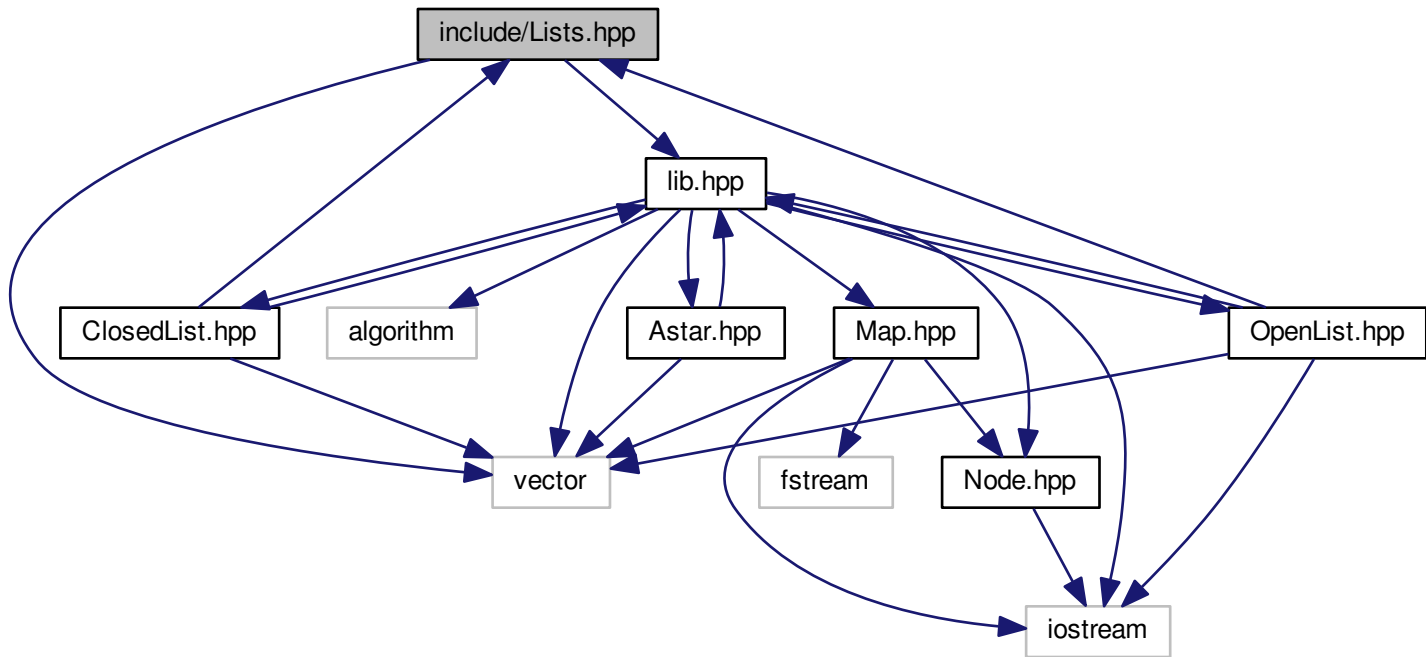 include/Lists.hpp
lib.hpp
ClosedList.hpp
algorithm
Astar.hpp
Map.hpp
OpenList.hpp
vector
fstream
Node.hpp
iostream